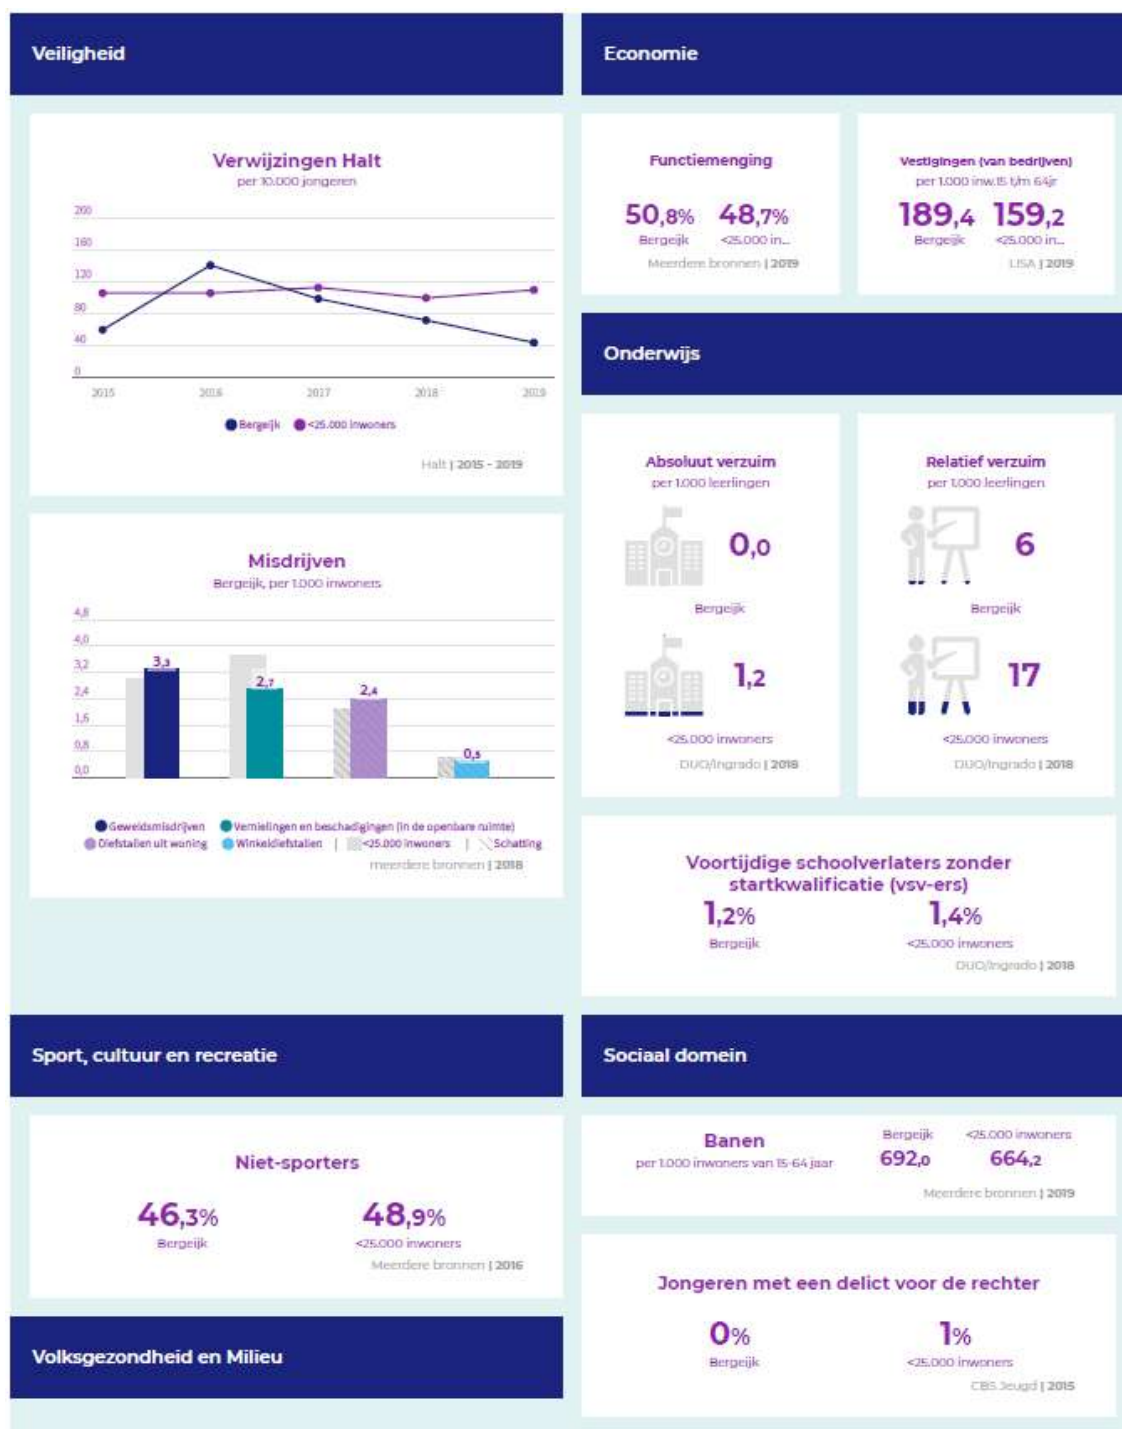 Veiligheid
Verwijzingen Halt
per 10.000 jongeren
200
160
120
80
40
0
2015 2016 2017 2018 2019
Bergeijk <25.000 inwoners
Halt | 2015 - 2019
Misdrijven
Bergeijk, per 1.000 inwoners
4,8
4,0
3,2
2,4
1,6
0,8
0,0
3,3
2,7
2,4
0,5
Geweldsmisdrijven Vernielingen en beschadigingen (in de openbare ruimte)
Diefstallen uit woning Winkeldiefstallen | <25.000 inwoners | Schatting
meerdere bronnen | 2018
Economie
Functiemenging
50,8% 48,7%
Bergeijk <25.000 in...
Meerdere bronnen | 2019
Vestigingen (van bedrijven)
per 1.000 inw.15 t/m 64jr
189,4 159,2
Bergeijk <25.000 in...
LISA | 2019
Onderwijs
Absoluut verzuim
per 1.000 leerlingen
0,0
Bergeijk
1,2
<25.000 inwoners
DUO/Ingrado | 2018
Relatief verzuim
per 1.000 leerlingen
6
Bergeijk
17
<25.000 inwoners
DUO/Ingrado | 2018
Voortijdige schoolverlaters zonder
startkwalificatie (vsv-ers)
1,2% 1,4%
Bergeijk <25.000 inwoners
DUO/Ingrado | 2018
Sport, cultuur en recreatie
Niet-sporters
46,3% 48,9%
Bergeijk <25.000 inwoners
Meerdere bronnen | 2016
Volksgezondheid en Milieu
Sociaal domein
Banen
per 1.000 inwoners van 15-64 jaar
Bergeijk <25.000 inwoners
692,0 664,2
Meerdere bronnen | 2019
Jongeren met een delict voor de rechter
0% 1%
Bergeijk <25.000 inwoners
CBS Jeugd | 2015